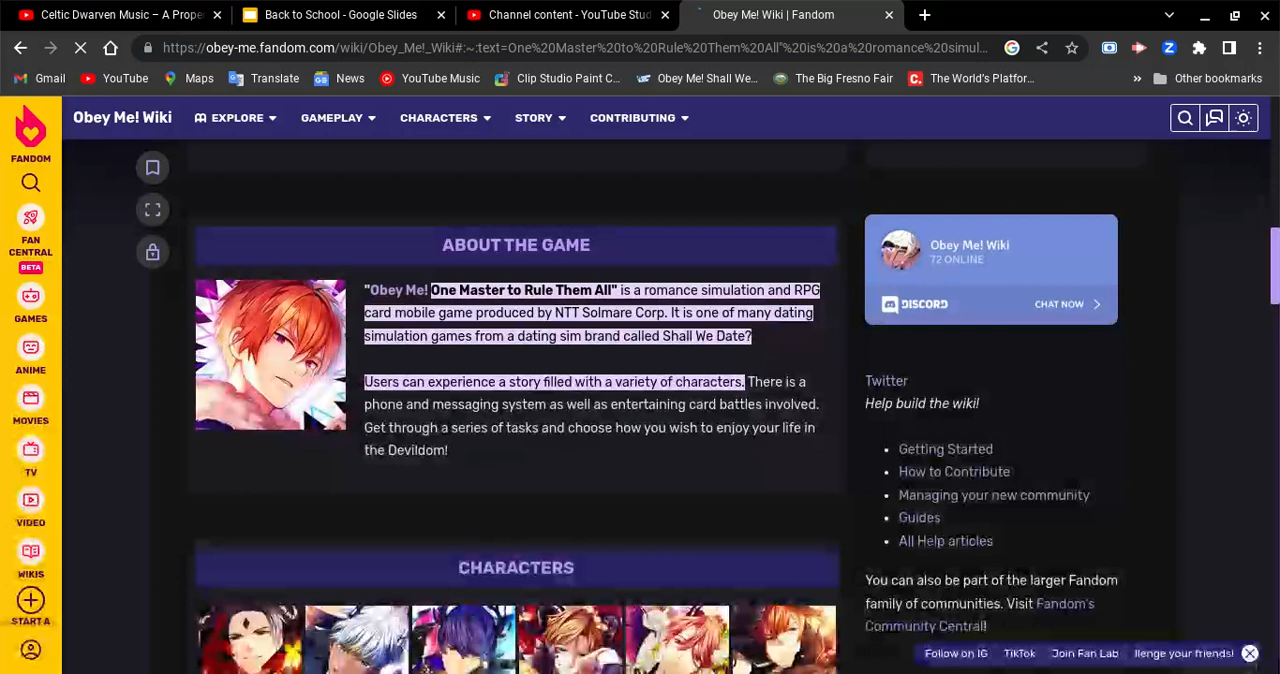 Celtic Dwarven Music – A Prope
Back to School - Google Slides
Channel content - YouTube Stud
Obey Me! Wiki | Fandom
https://obey-me.fandom.com/wiki/Obey_Me!_Wiki#:~:text=One%20Master%20to%20Rule%20Them%20All"%20is%20a%20romance%20simul...
Gmail
YouTube
Maps
Translate
News
YouTube Music
Clip Studio Paint C...
Obey Me! Shall We...
The Big Fresno Fair
The World's Platfor...
»
Other bookmarks
FANDOM
FAN
CENTRAL
BETA
GAMES
ANIME
MOVIES
TV
VIDEO
WIKIS
START A
Obey Me! Wiki
EXPLORE
GAMEPLAY
CHARACTERS
STORY
CONTRIBUTING
ABOUT THE GAME
"Obey Me! One Master to Rule Them All" is a romance simulation and RPG
card mobile game produced by NTT Solmare Corp. It is one of many dating
simulation games from a dating sim brand called Shall We Date?
Users can experience a story filled with a variety of characters. There is a
phone and messaging system as well as entertaining card battles involved.
Get through a series of tasks and choose how you wish to enjoy your life in
the Devildom!
CHARACTERS
Obey Me! Wiki
72 ONLINE
DISCORD
CHAT NOW
Twitter
Help build the wiki!
Getting Started
How to Contribute
Managing your new community
Guides
All Help articles
You can also be part of the larger Fandom
family of communities. Visit Fandom's
Community Central!
Follow on IG
TikTok
Join Fan Lab
llenge your friends!